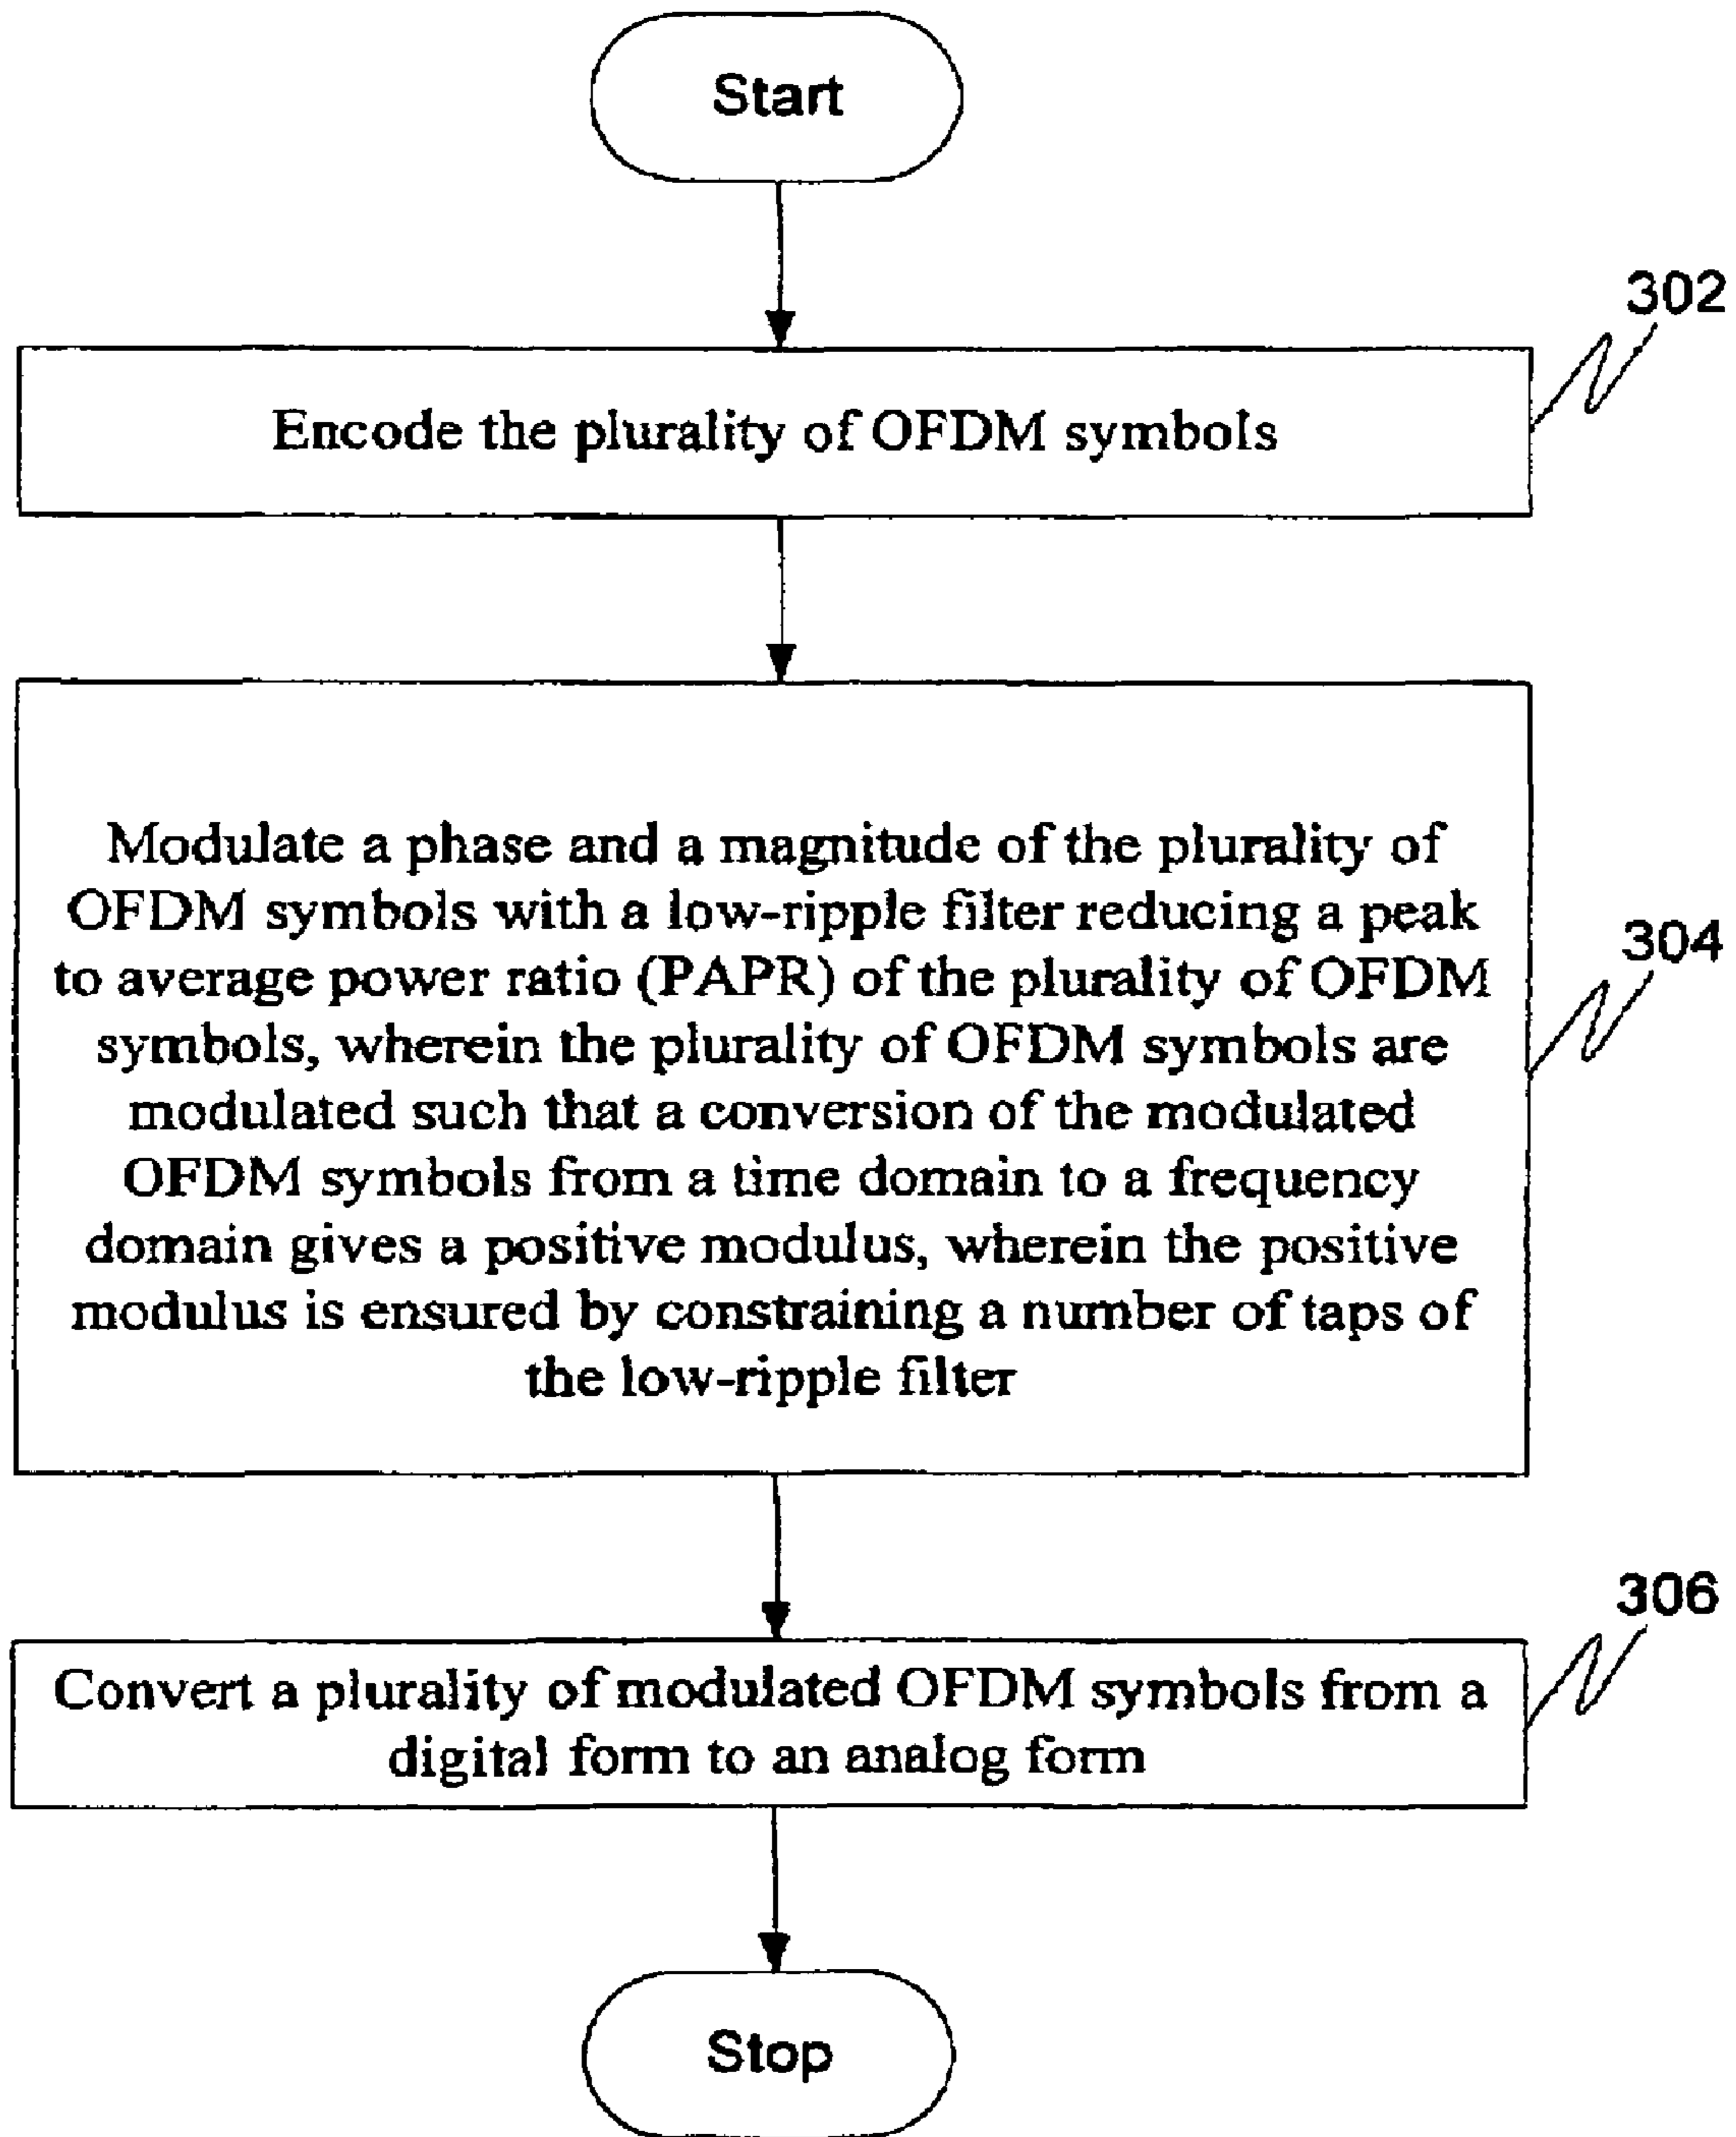 Start
302
Encode the plurality of OFDM symbols
Modulate a phase and a magnitude of the plurality of
OFDM symbols with a low-ripple filter reducing a peak
to average power ratio (PAPR) of the plurality of OFDM
symbols, wherein the plurality of OFDM symbols are
modulated such that a conversion of the modulated
OFDM symbols from a time domain to a frequency
domain gives a positive modulus, wherein the positive
modulus is ensured by constraining a number of taps of
the low-ripple filter
304
306
Convert a plurality of modulated OFDM symbols from a
digital form to an analog form
Stop